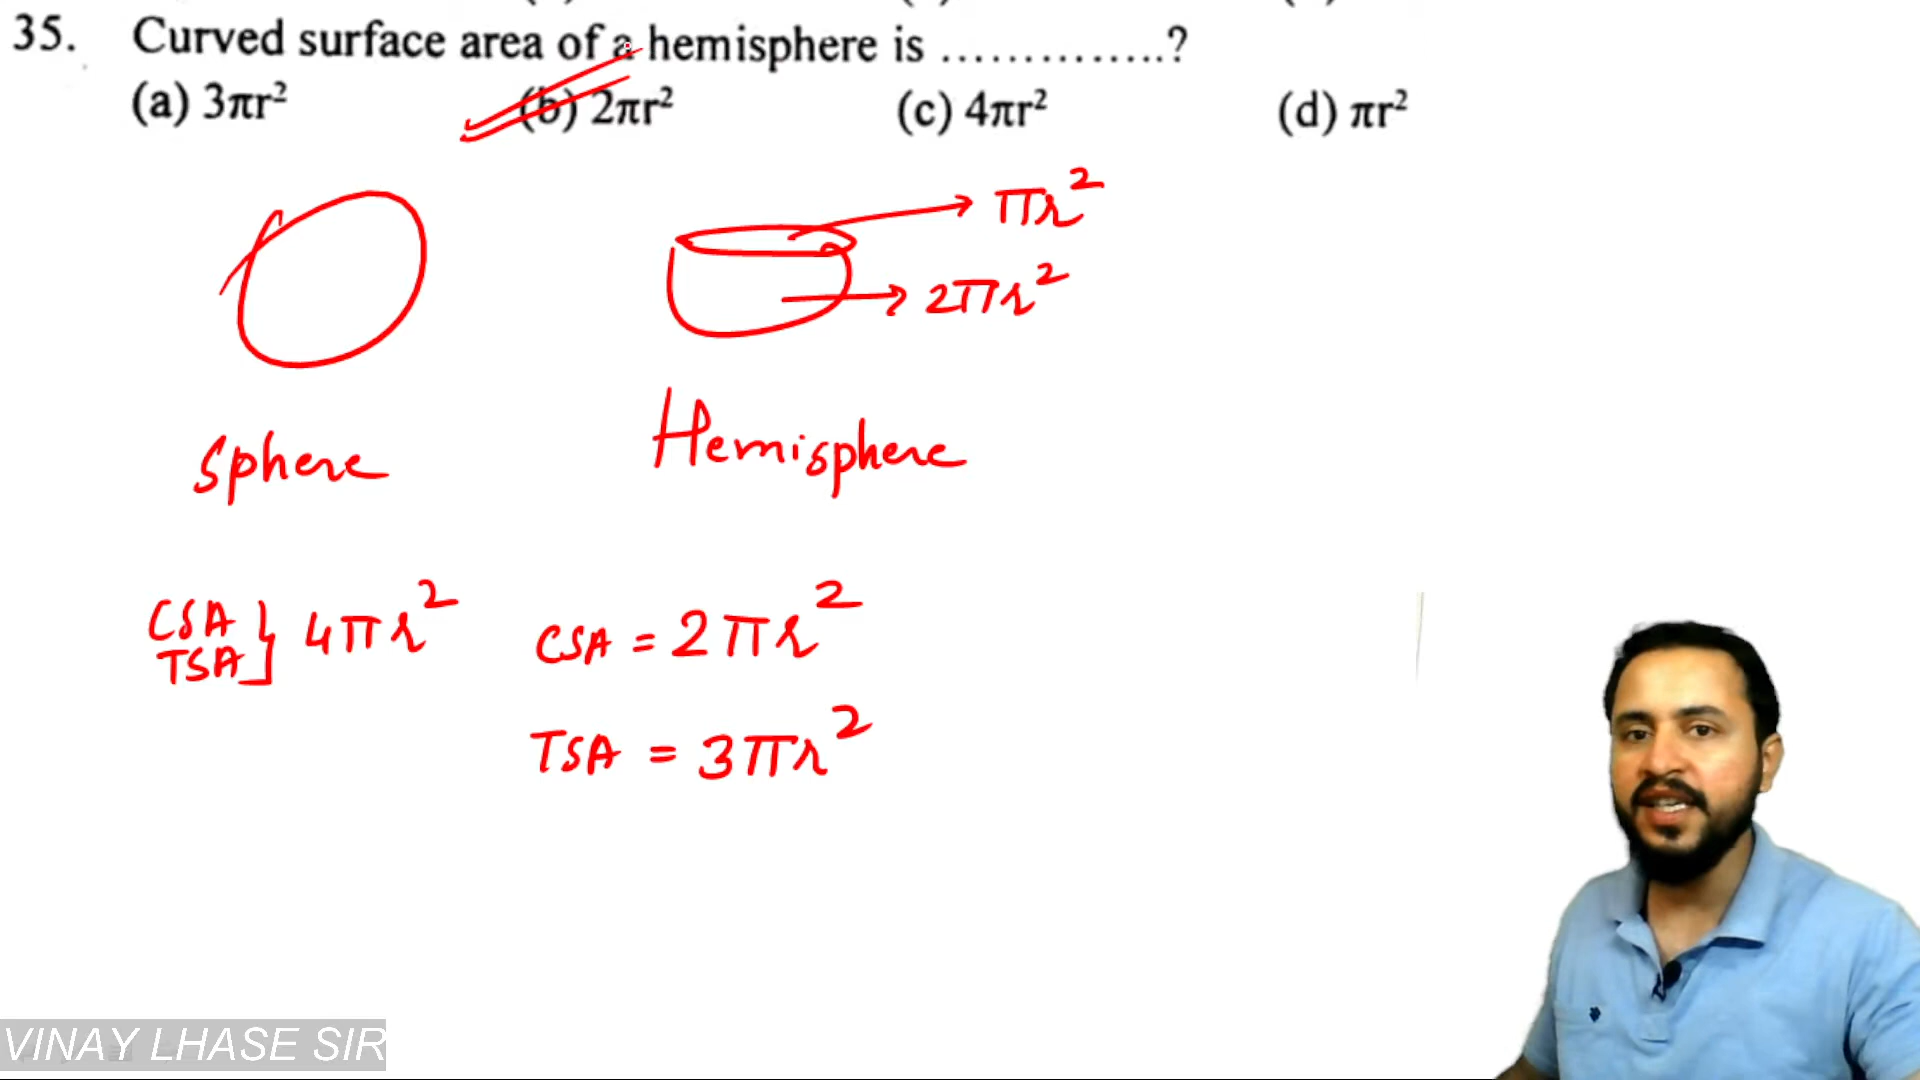 35. Curved surface area of a hemisphere is ..............?
(a) 3πr² (b) 2πr² (c) 4πr² (d) πr²
πr²
2πr²
Sphere
Hemisphere
CSA
TSA } 4πr²
CSA = 2πr²
TSA = 3πr²
VINAY LHASE SIR